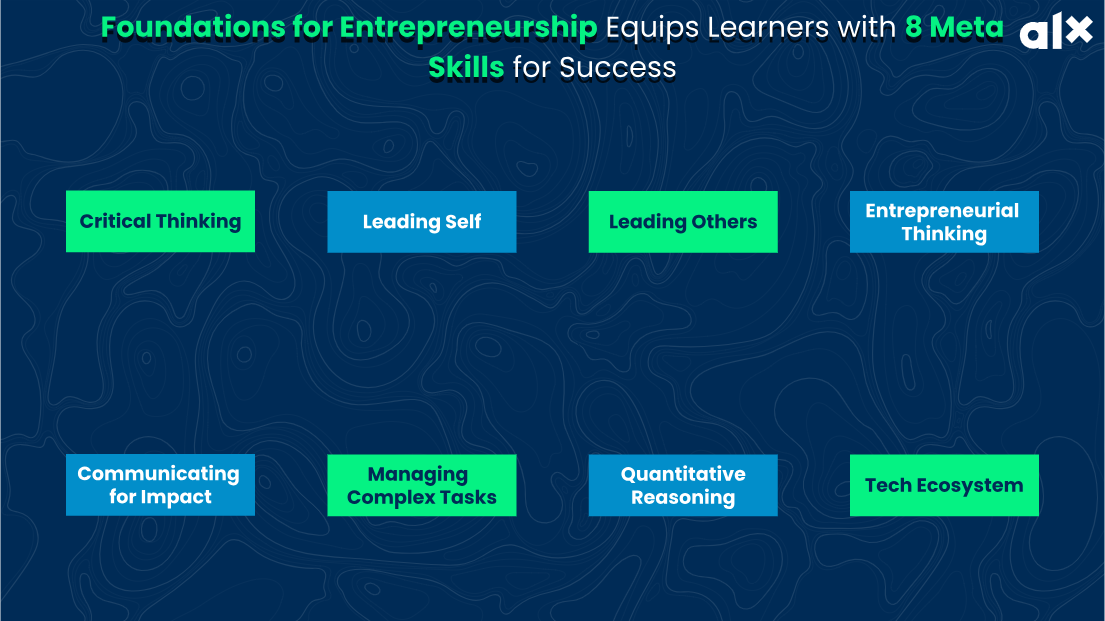 Foundations for Entrepreneurship Equips Learners with 8 Meta
Skills for Success
alx
Critical Thinking
Leading Self
Leading Others
Entrepreneurial
Thinking
Communicating
for Impact
Managing
Complex Tasks
Quantitative
Reasoning
Tech Ecosystem